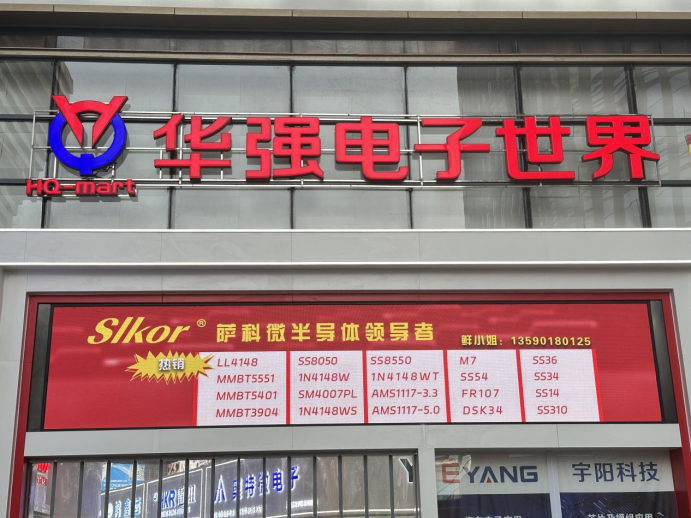 华强电子世界
HQ-mart
Slkor® 萨科微半导体领导者
鲜小姐：13590180125
热销
LL4148 SS8050 SS8550 M7 SS36
MMBT5551 1N4148W 1N4148WT SS54 SS34
MMBT5401 SM4007PL AMS1117-3.3 FR107 SS14
MMBT3904 1N4148WS AMS1117-5.0 DSK34 SS310
EYANG 宇阳科技